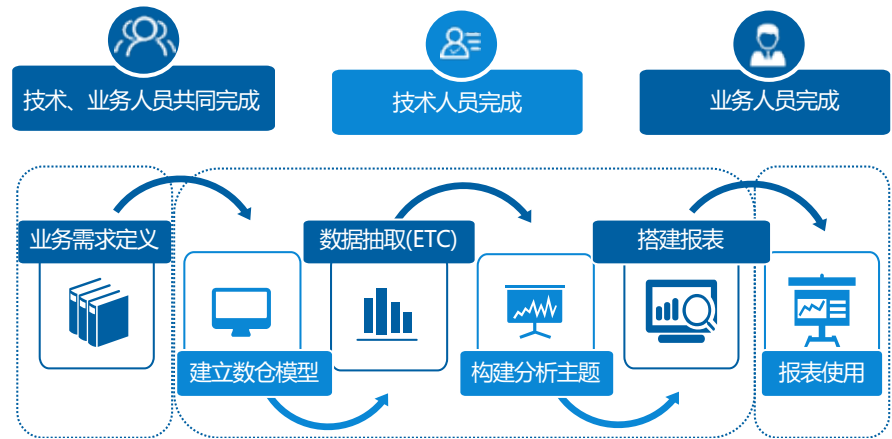 技术、业务人员共同完成
技术人员完成
业务人员完成
业务需求定义
数据抽取(ETC)
搭建报表
建立数仓模型
构建分析主题
报表使用